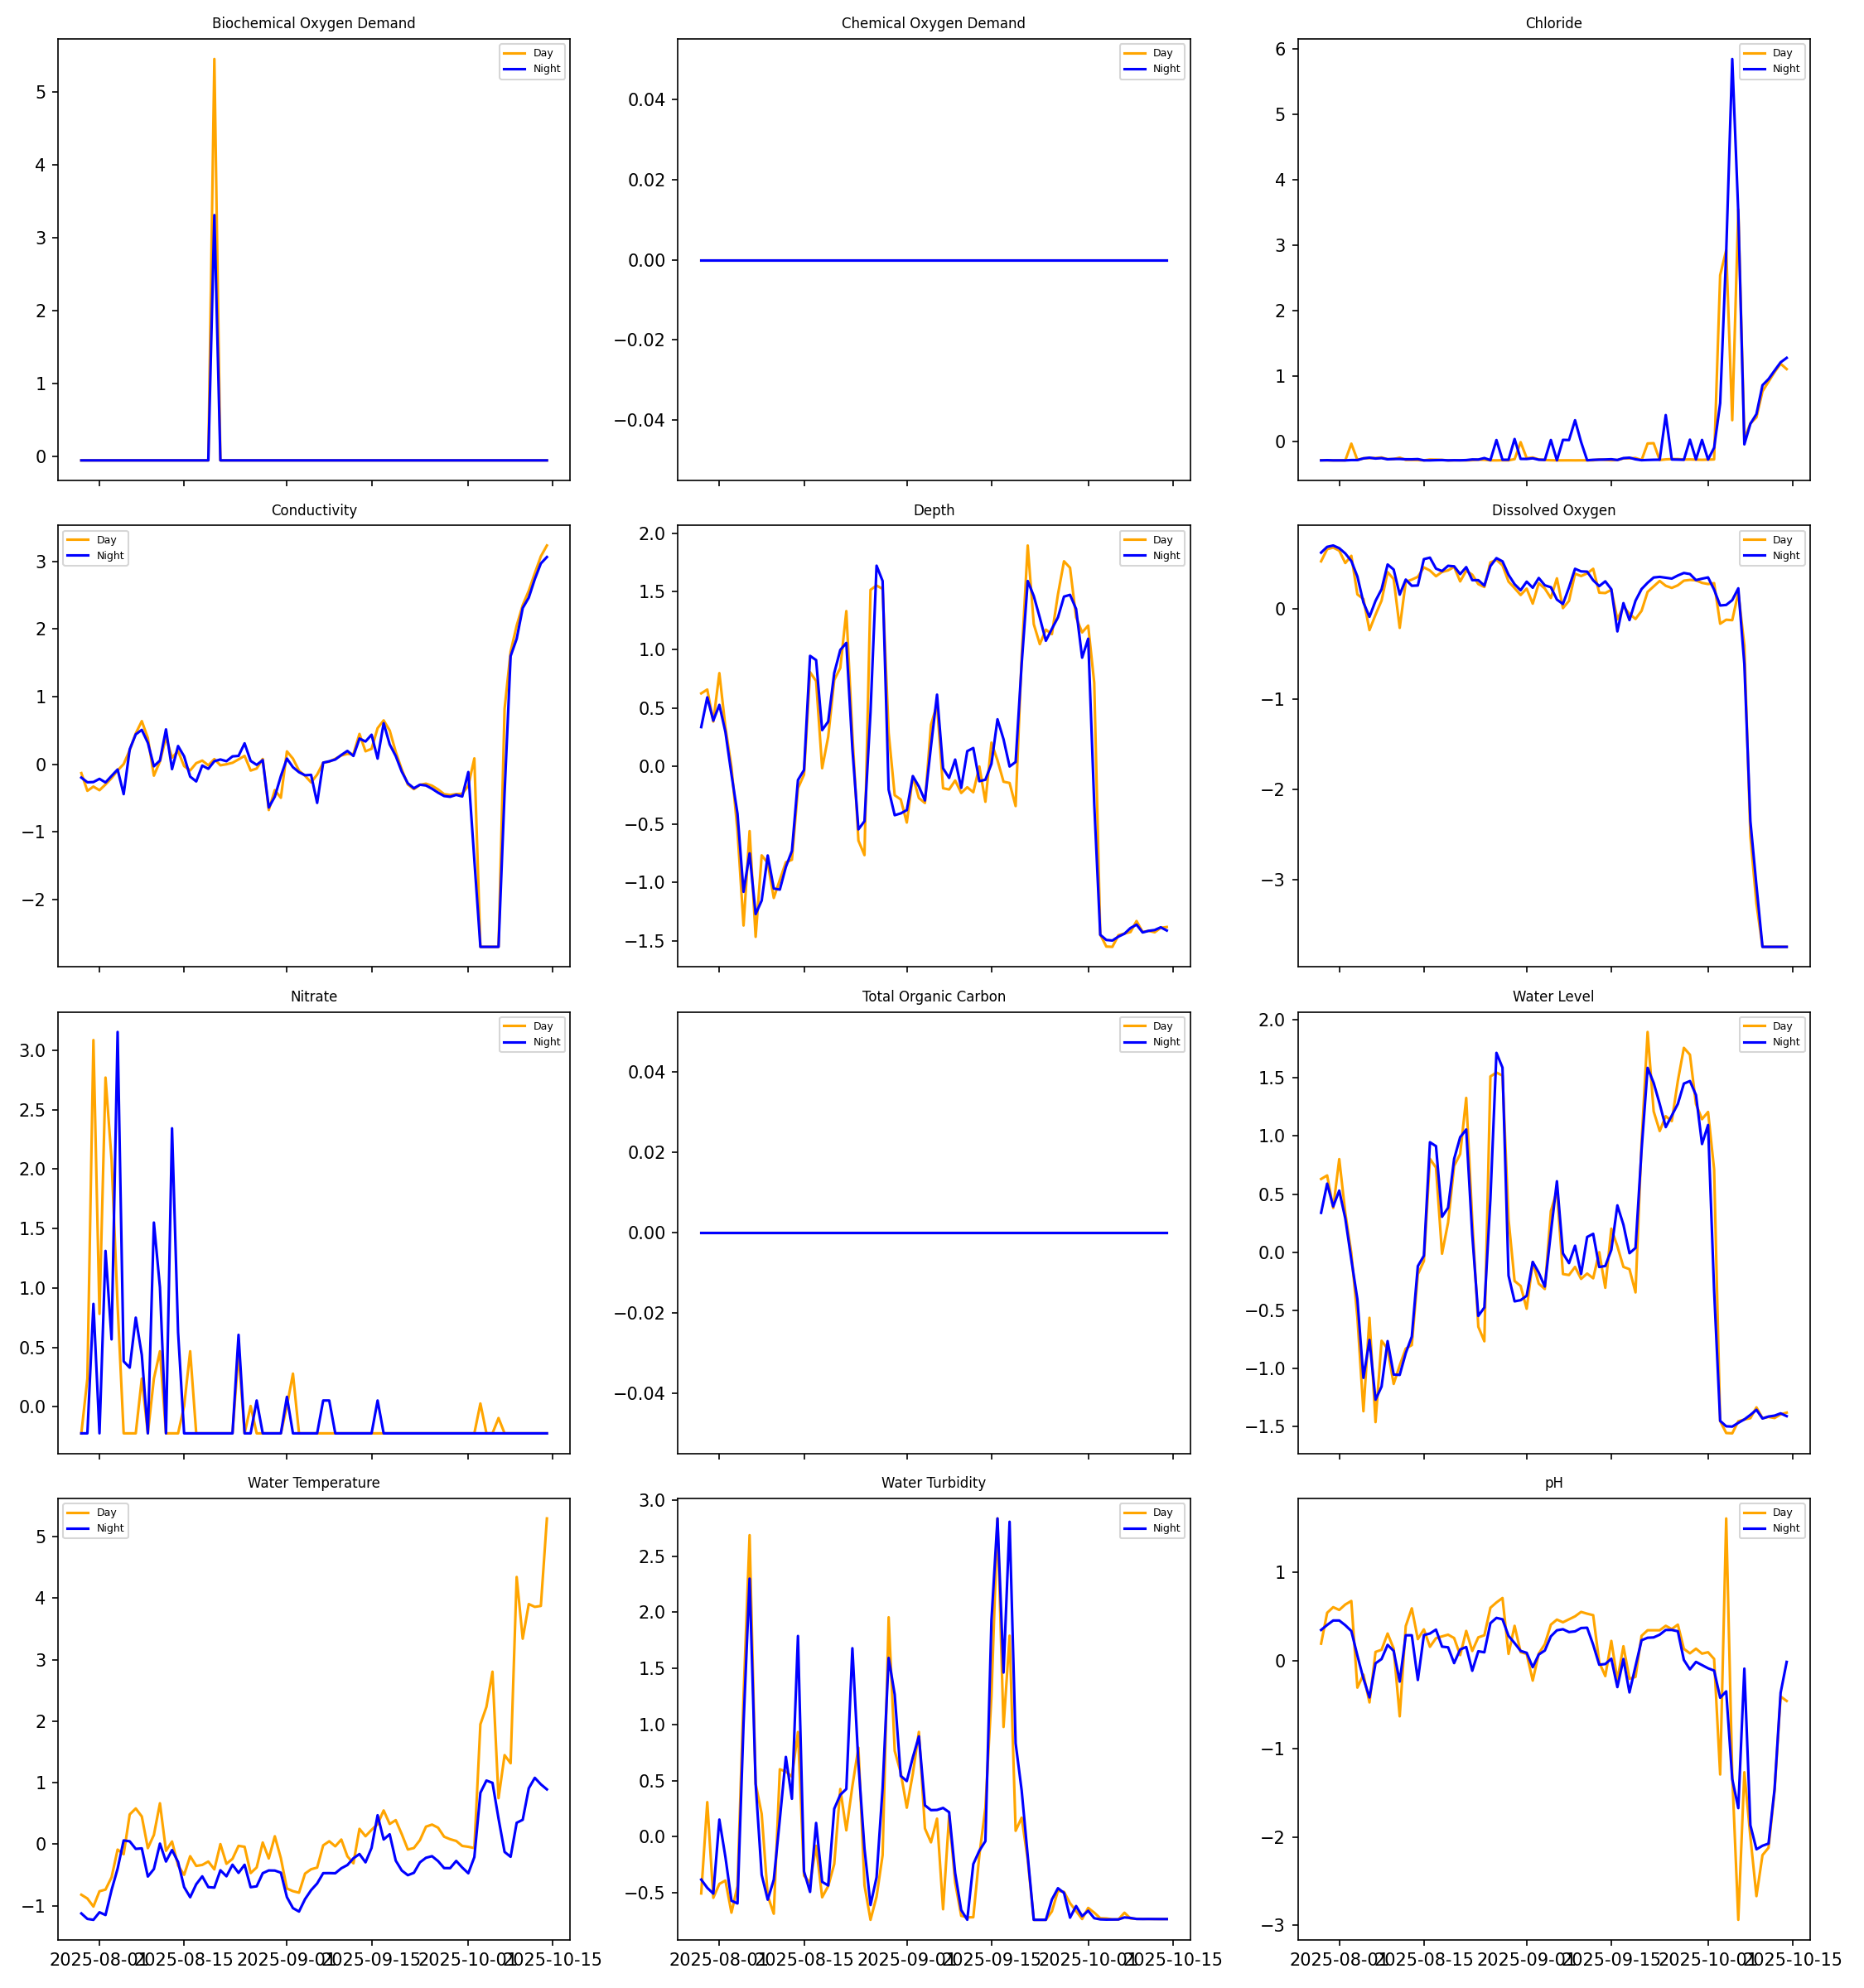 Biochemical Oxygen Demand
Day
Night
5
4
3
2
1
0
Chemical Oxygen Demand
Day
Night
0.04
0.02
0.00
−0.02
−0.04
Chloride
Day
Night
6
5
4
3
2
1
0
Conductivity
Day
Night
3
2
1
0
−1
−2
Depth
Day
Night
2.0
1.5
1.0
0.5
0.0
−0.5
−1.0
−1.5
Dissolved Oxygen
Day
Night
0
−1
−2
−3
Nitrate
Day
Night
3.0
2.5
2.0
1.5
1.0
0.5
0.0
Total Organic Carbon
Day
Night
0.04
0.02
0.00
−0.02
−0.04
Water Level
Day
Night
2.0
1.5
1.0
0.5
0.0
−0.5
−1.0
−1.5
Water Temperature
Day
Night
5
4
3
2
1
0
−1
2025-08-01
2025-08-15
2025-09-01
2025-09-15
2025-10-01
2025-10-15
Water Turbidity
Day
Night
3.0
2.5
2.0
1.5
1.0
0.5
0.0
−0.5
2025-08-01
2025-08-15
2025-09-01
2025-09-15
2025-10-01
2025-10-15
pH
Day
Night
1
0
−1
−2
−3
2025-08-01
2025-08-15
2025-09-01
2025-09-15
2025-10-01
2025-10-15